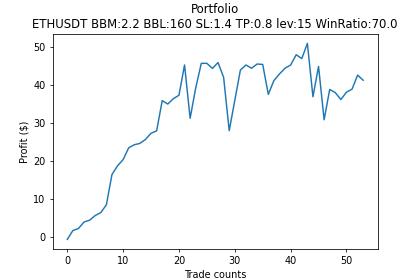 Portfolio
ETHUSDT BBM:2.2 BBL:160 SL:1.4 TP:0.8 lev:15 WinRatio:70.0
50
40
30
20
10
0
Profit ($)
0 10 20 30 40 50
Trade counts